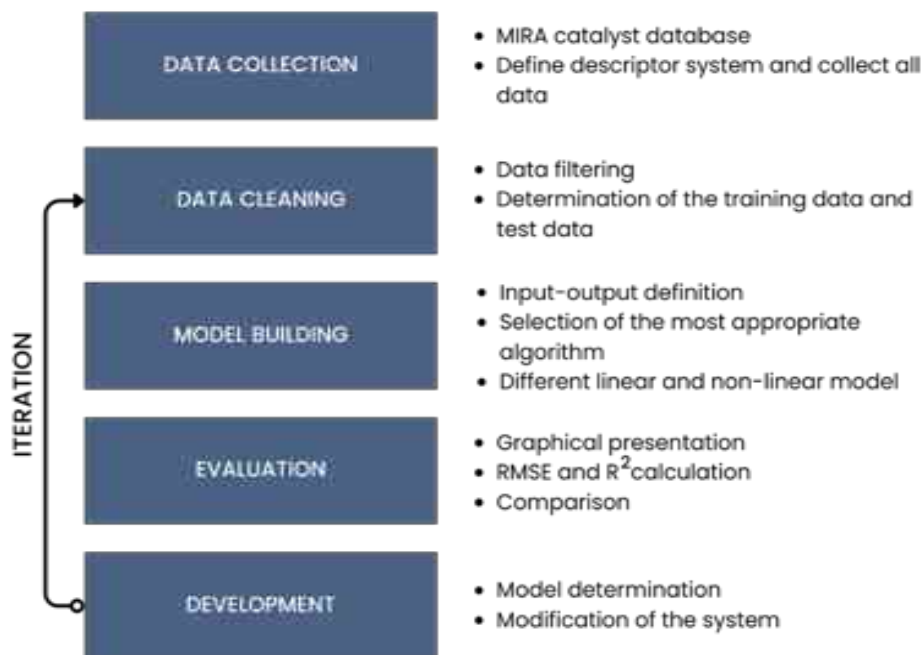 DATA COLLECTION
• MIRA catalyst database
• Define descriptor system and collect all
data
DATA CLEANING
• Data filtering
• Determination of the training data and
test data
MODEL BUILDING
• Input-output definition
• Selection of the most appropriate
algorithm
• Different linear and non-linear model
ITERATION
EVALUATION
• Graphical presentation
• RMSE and R² calculation
• Comparison
DEVELOPMENT
• Model determination
• Modification of the system